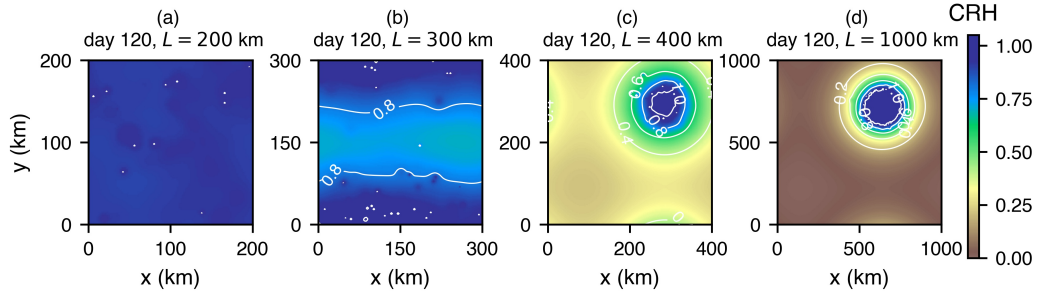 (a) (b) (c) (d) CRH
day 120, L = 200 km day 120, L = 300 km day 120, L = 400 km day 120, L = 1000 km
200 300 400 1000 1.00
0.8 0.6 1.0 0.2
0.75
y (km) 100 150 200 500 0.50
0.8 0.4 0.8
0.25
0 0 0 0 0.00
0 100 200 0 150 300 0 200 400 0 500 1000
x (km) x (km) x (km) x (km)